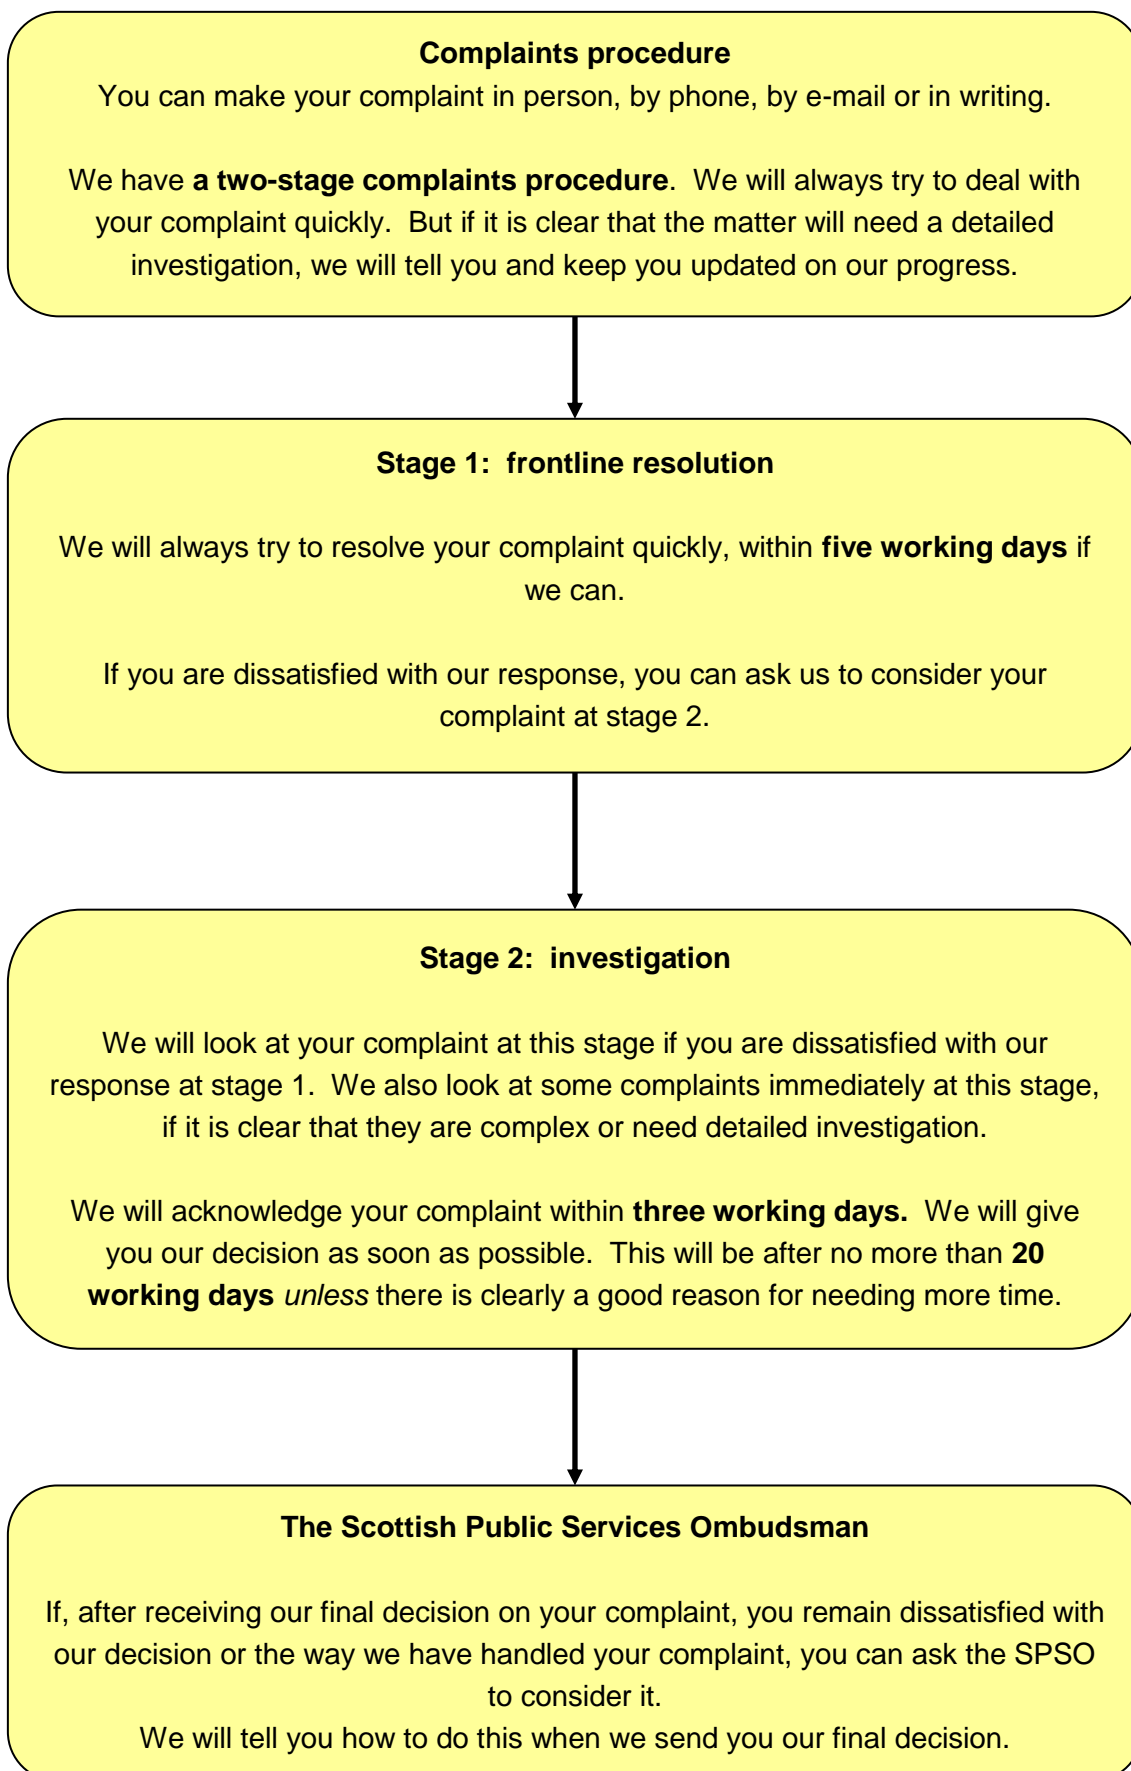 Complaints procedure
You can make your complaint in person, by phone, by e-mail or in writing.
We have a two-stage complaints procedure.  We will always try to deal with
your complaint quickly.  But if it is clear that the matter will need a detailed
investigation, we will tell you and keep you updated on our progress.
Stage 1:  frontline resolution
We will always try to resolve your complaint quickly, within five working days if
we can.
If you are dissatisfied with our response, you can ask us to consider your
complaint at stage 2.
Stage 2:  investigation
We will look at your complaint at this stage if you are dissatisfied with our
response at stage 1.  We also look at some complaints immediately at this stage,
if it is clear that they are complex or need detailed investigation.
We will acknowledge your complaint within three working days.  We will give
you our decision as soon as possible.  This will be after no more than 20
working days unless there is clearly a good reason for needing more time.
The Scottish Public Services Ombudsman
If, after receiving our final decision on your complaint, you remain dissatisfied with
our decision or the way we have handled your complaint, you can ask the SPSO
to consider it.
We will tell you how to do this when we send you our final decision.